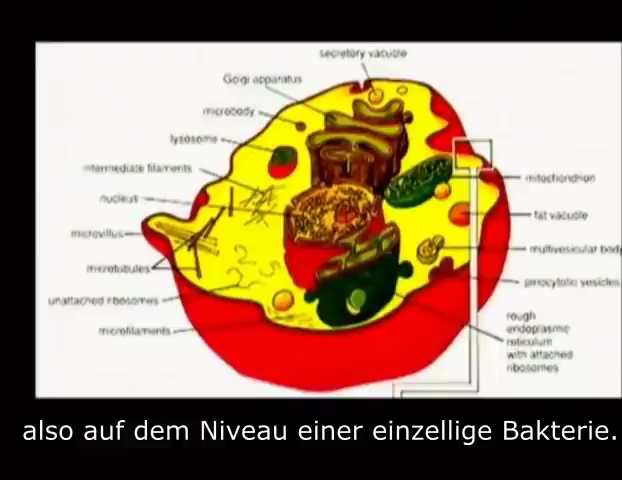 secretory vacuole
Golgi apparatus
microbody
lysosome
intermediate filaments
nucleus
microvillus
microtubules
unattached ribosomes
microfilaments
mitochondrion
fat vacuole
multivesicular body
pinocytotic vesicles
rough
endoplasmic
reticulum
with attached
ribosomes
also auf dem Niveau einer einzellige Bakterie.